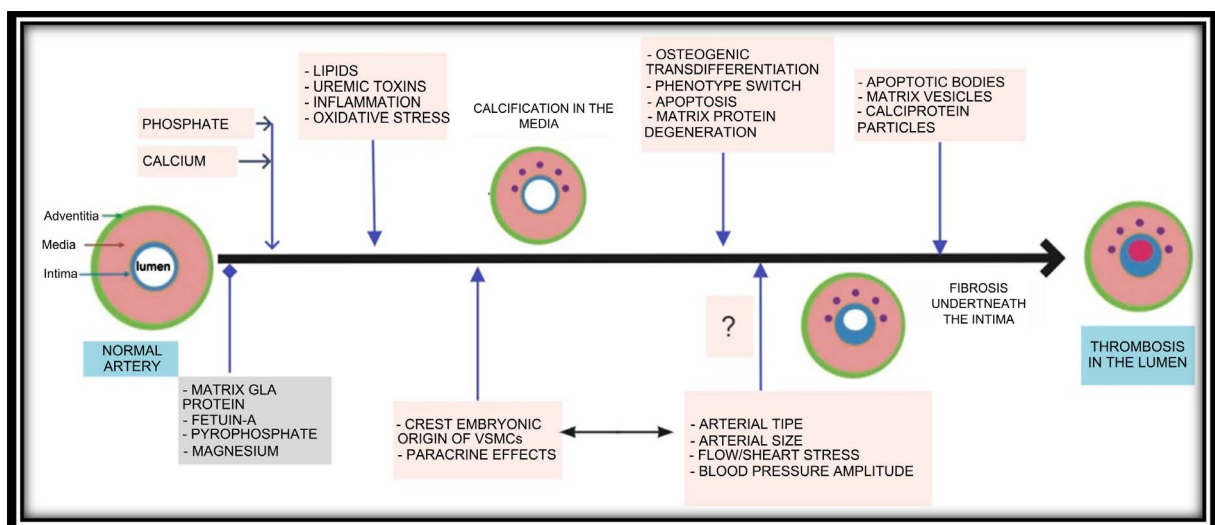 - LIPIDS
- UREMIC TOXINS
- INFLAMMATION
- OXIDATIVE STRESS
- OSTEOGENIC
TRANSDIFFERENTIATION
- PHENOTYPE SWITCH
- APOPTOSIS
- MATRIX PROTEIN
DEGENERATION
- APOPTOTIC BODIES
- MATRIX VESICLES
- CALCIPROTEIN
PARTICLES
CALCIFICATION IN THE
MEDIA
PHOSPHATE
CALCIUM
Adventitia
Media
Intima
lumen
NORMAL
ARTERY
- MATRIX GLA
PROTEIN
- FETUIN-A
- PYROPHOSPHATE
- MAGNESIUM
- CREST EMBRYONIC
ORIGIN OF VSMCs
- PARACRINE EFFECTS
?
- ARTERIAL TIPE
- ARTERIAL SIZE
- FLOW/SHEART STRESS
- BLOOD PRESSURE AMPLITUDE
FIBROSIS
UNDERTNEATH
THE INTIMA
THROMBOSIS
IN THE LUMEN